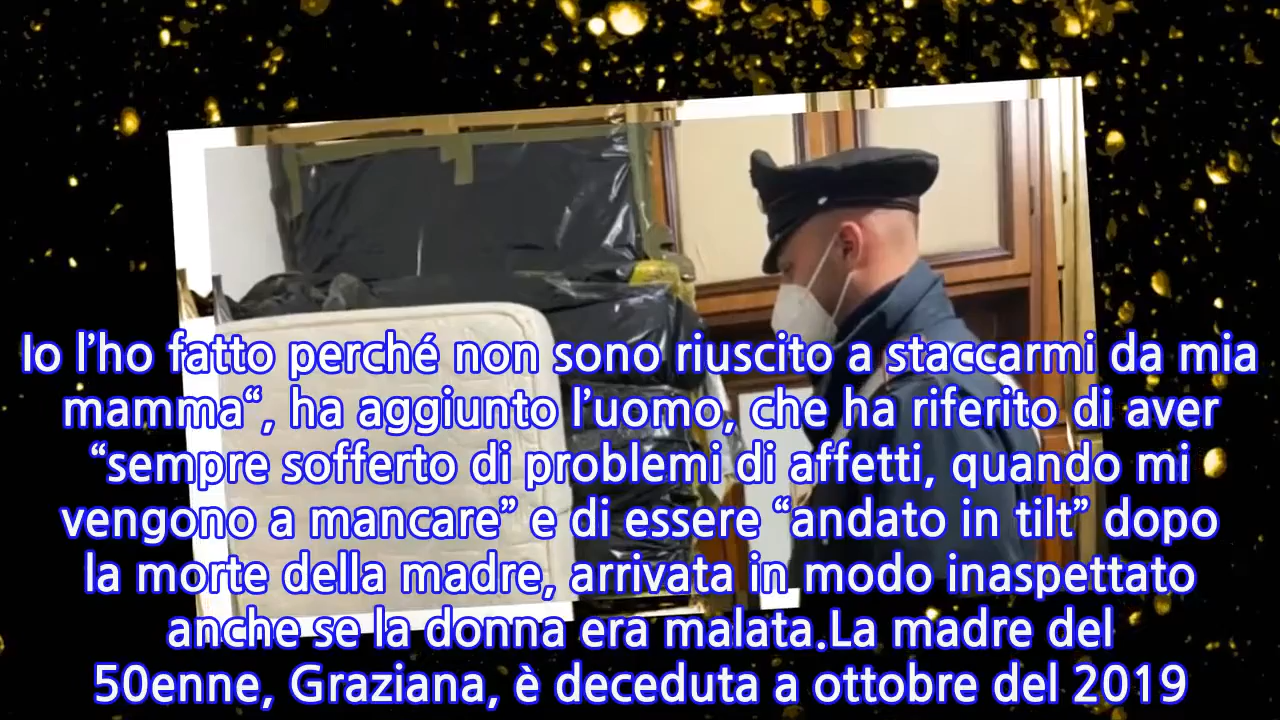 Io l’ho fatto perché non sono riuscito a staccarmi da mia
mamma“, ha aggiunto l’uomo, che ha riferito di aver
“sempre sofferto di problemi di affetti, quando mi
vengono a mancare” e di essere “andato in tilt” dopo
la morte della madre, arrivata in modo inaspettato
anche se la donna era malata.La madre del
50enne, Graziana, è deceduta a ottobre del 2019